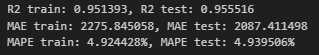 R2 train: 0.951393, R2 test: 0.955516
MAE train: 2275.845058, MAE test: 2087.411498
MAPE train: 4.924428%, MAPE test: 4.939506%